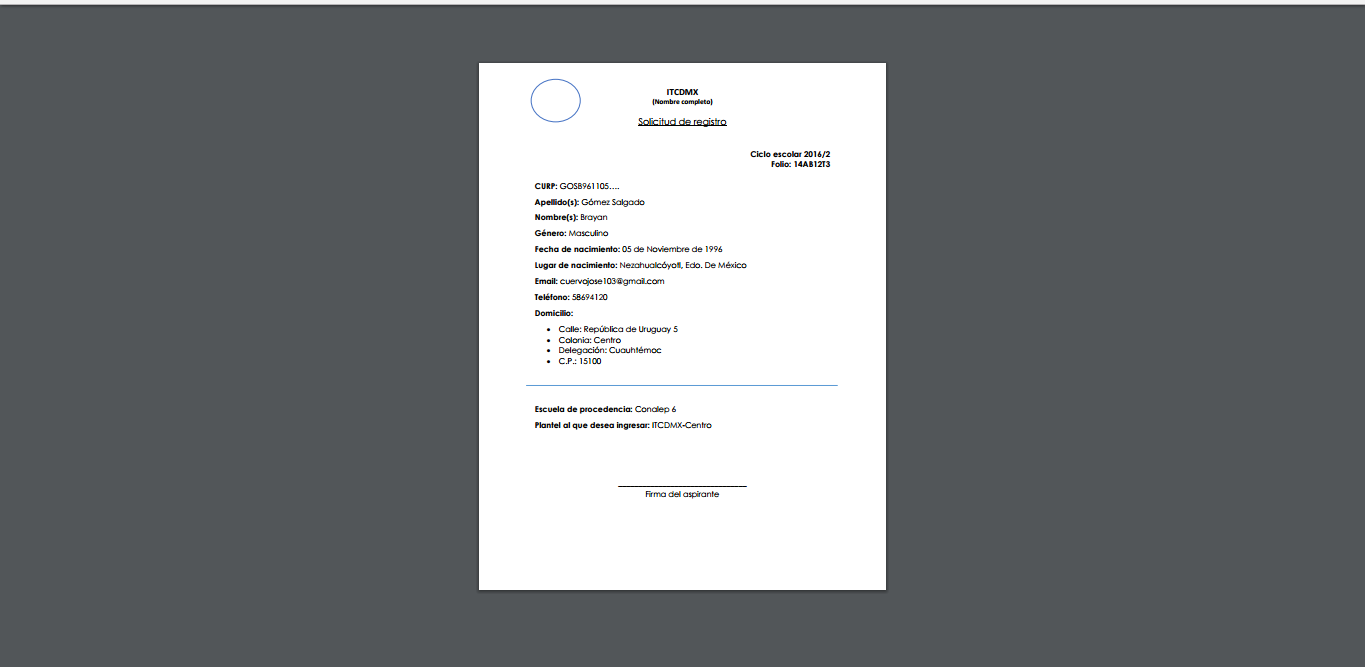 ITCDMX
(Nombre completo)
Solicitud de registro
Ciclo escolar 2016/2
Folio: 14AB12T3
CURP: GOSB961105....
Apellido(s): Gómez Salgado
Nombre(s): Brayan
Género: Masculino
Fecha de nacimiento: 05 de Noviembre de 1996
Lugar de nacimiento: Nezahualcóyotl, Edo. De México
Email: cuervojose103@gmail.com
Teléfono: 58694120
Domicilio:
• Calle: República de Uruguay 5
• Colonia: Centro
• Delegación: Cuauhtémoc
• C.P.: 15100
Escuela de procedencia: Conalep 6
Plantel al que desea ingresar: ITCDMX-Centro
Firma del aspirante